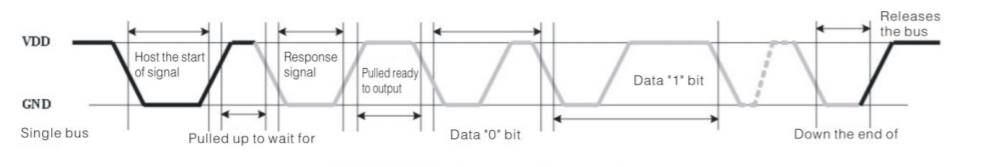 Releases
the bus
VDD
Host the start
of signal
Response
signal
Pulled ready
to output
Data "1" bit
GND
Single bus
Pulled up to wait for
Data "0" bit
Down the end of